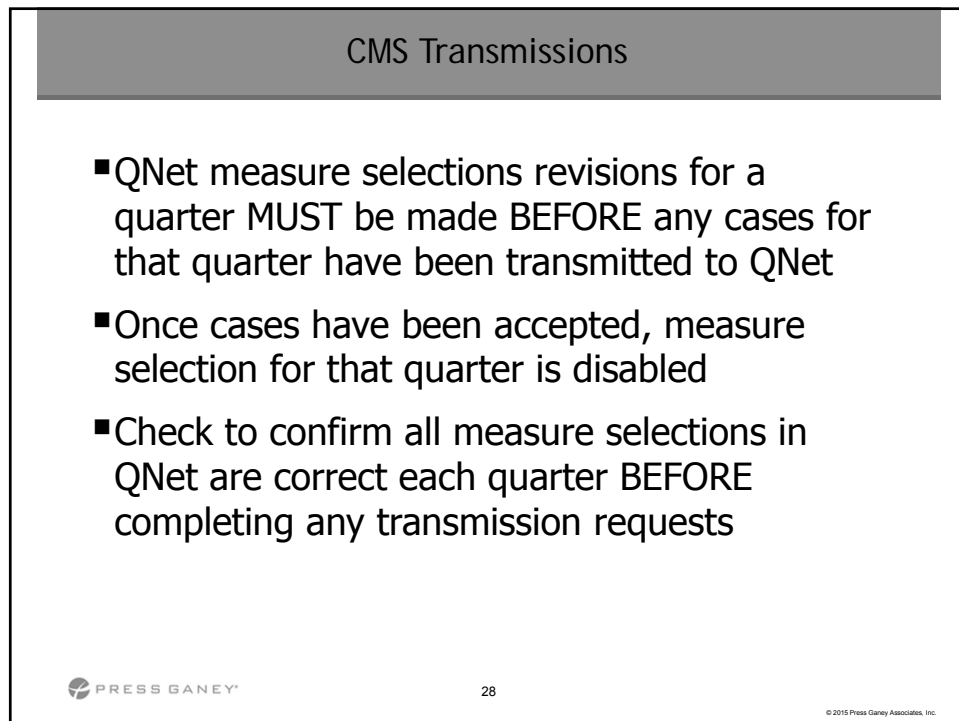 CMS Transmissions
▪QNet measure selections revisions for a
quarter MUST be made BEFORE any cases for
that quarter have been transmitted to QNet
▪Once cases have been accepted, measure
selection for that quarter is disabled
▪Check to confirm all measure selections in
QNet are correct each quarter BEFORE
completing any transmission requests
PRESS GANEY®
28
© 2015 Press Ganey Associates, Inc.